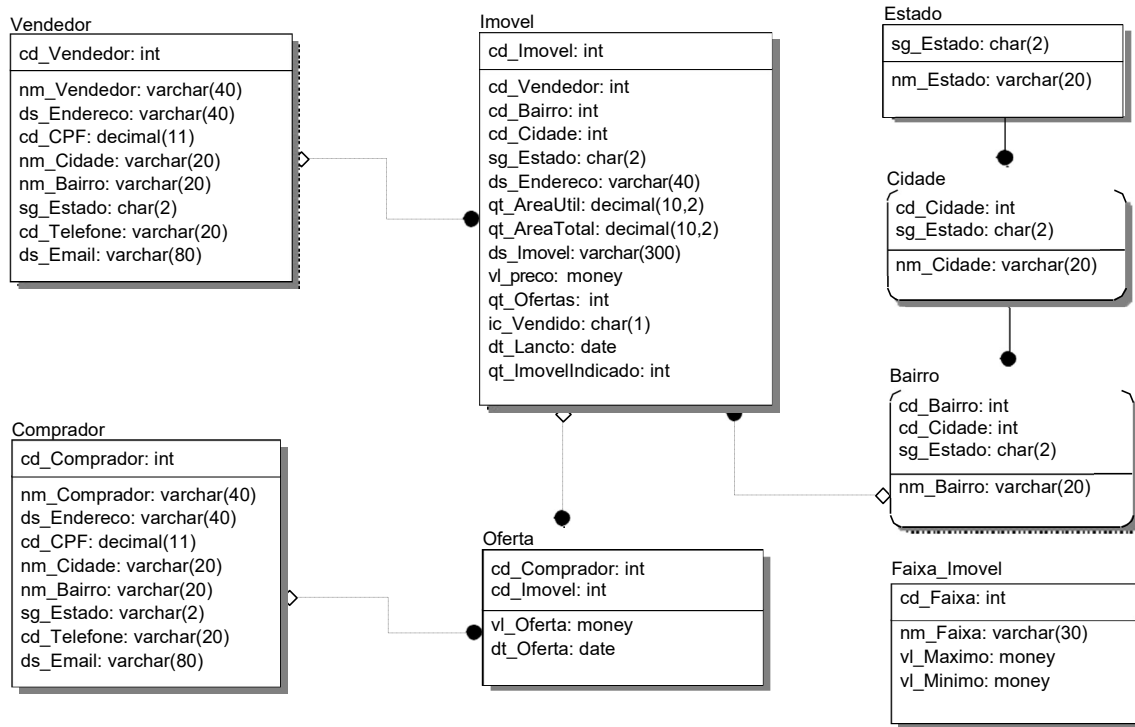 Vendedor
cd_Vendedor: int
nm_Vendedor: varchar(40)
ds_Endereco: varchar(40)
cd_CPF: decimal(11)
nm_Cidade: varchar(20)
nm_Bairro: varchar(20)
sg_Estado: char(2)
cd_Telefone: varchar(20)
ds_Email: varchar(80)
Imovel
cd_Imovel: int
cd_Vendedor: int
cd_Bairro: int
cd_Cidade: int
sg_Estado: char(2)
ds_Endereco: varchar(40)
qt_AreaUtil: decimal(10,2)
qt_AreaTotal: decimal(10,2)
ds_Imovel: varchar(300)
vl_preco: money
qt_Ofertas: int
ic_Vendido: char(1)
dt_Lancto: date
qt_ImovelIndicado: int
Estado
sg_Estado: char(2)
nm_Estado: varchar(20)
Cidade
cd_Cidade: int
sg_Estado: char(2)
nm_Cidade: varchar(20)
Bairro
cd_Bairro: int
cd_Cidade: int
sg_Estado: char(2)
nm_Bairro: varchar(20)
Comprador
cd_Comprador: int
nm_Comprador: varchar(40)
ds_Endereco: varchar(40)
cd_CPF: decimal(11)
nm_Cidade: varchar(20)
nm_Bairro: varchar(20)
sg_Estado: varchar(2)
cd_Telefone: varchar(20)
ds_Email: varchar(80)
Oferta
cd_Comprador: int
cd_Imovel: int
vl_Oferta: money
dt_Oferta: date
Faixa_Imovel
cd_Faixa: int
nm_Faixa: varchar(30)
vl_Maximo: money
vl_Minimo: money